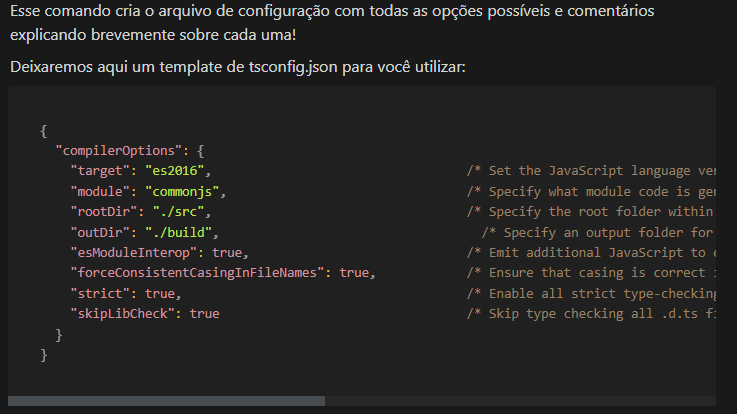 Esse comando cria o arquivo de configuração com todas as opções possíveis e comentários
explicando brevemente sobre cada uma!
Deixaremos aqui um template de tsconfig.json para você utilizar:
{
"compilerOptions": {
"target": "es2016", /* Set the JavaScript language
"module": "commonjs", /* Specify what module code is
"rootDir": "./src", /* Specify the root folder within
"outDir": "./build", /* Specify an output folder for
"esModuleInterop": true, /* Emit additional JavaScript to
"forceConsistentCasingInFileNames": true, /* Ensure that casing is correct
"strict": true, /* Enable all strict type-checking
"skipLibCheck": true /* Skip type checking all .d.ts
}
}